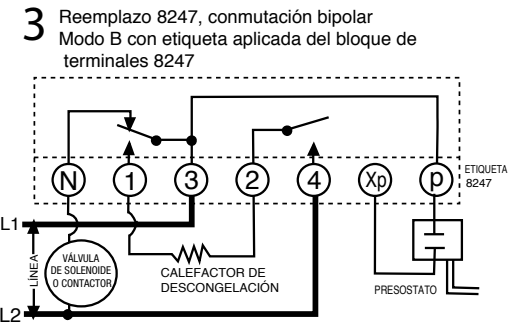 3 Reemplazo 8247, conmutación bipolar
Modo B con etiqueta aplicada del bloque de
terminales 8247
N 1 3 2 4 Xp p
ETIQUETA
8247
L1
LÍNEA
VÁLVULA
DE SOLENOIDE
O CONTACTOR
CALEFACTOR DE
DESCONGELACIÓN
PRESOSTATO
L2